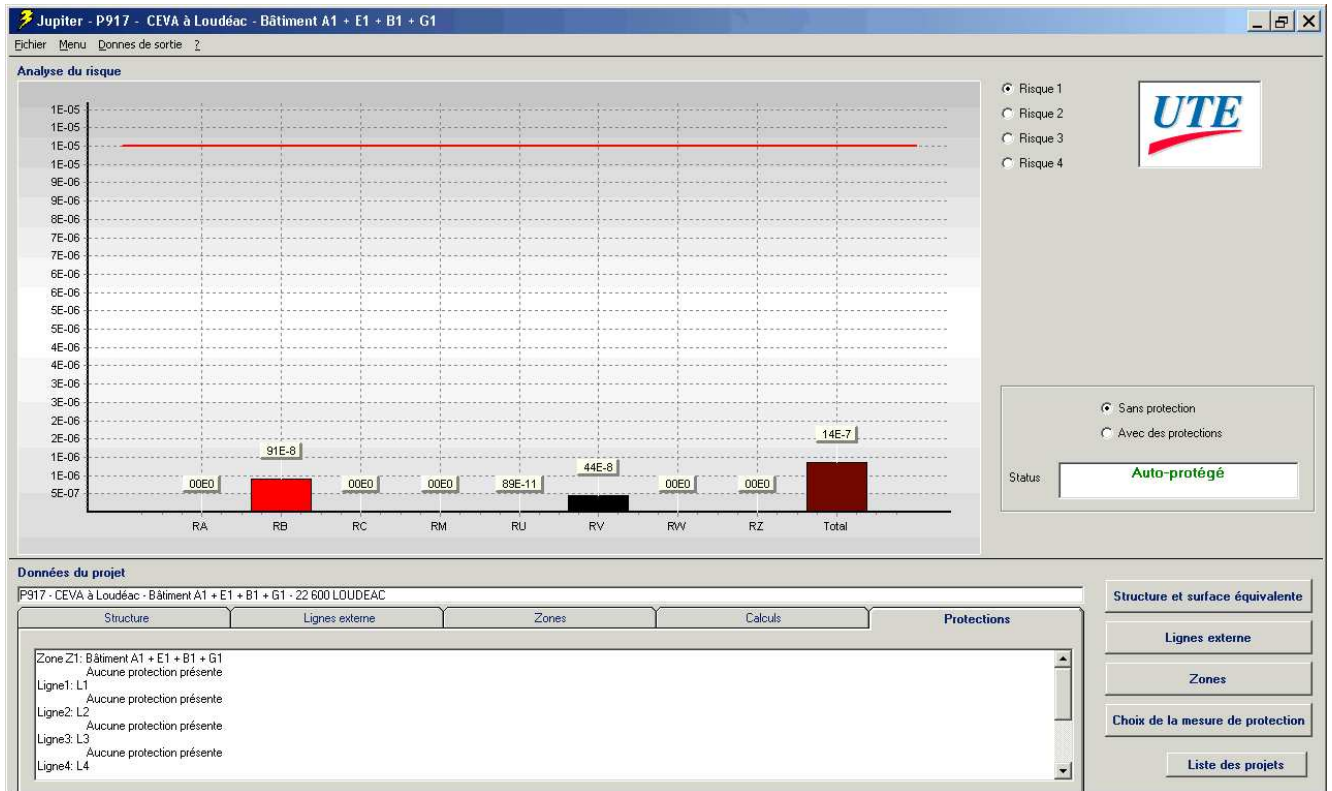 Jupiter - P917 - CEVA à Loudéac - Bâtiment A1 + E1 + B1 + G1
Fichier Menu Donnes de sortie ?
Analyse du risque
1E-05
1E-05
1E-05
1E-05
9E-06
9E-06
8E-06
7E-06
7E-06
6E-06
6E-06
5E-06
5E-06
4E-06
4E-06
3E-06
3E-06
2E-06
2E-06
1E-06
1E-06
5E-07
00E0
91E-8
00E0
00E0
89E-11
44E-8
00E0
00E0
14E-7
RA RB RC RM RU RV RW RZ Total
Risque 1
Risque 2
Risque 3
Risque 4
UTE
Sans protection
Avec des protections
Status Auto-protégé
Données du projet
P917 - CEVA à Loudéac - Bâtiment A1 + E1 + B1 + G1 - 22 600 LOUDEAC
Structure Lignes externe Zones Calculs Protections
Zone Z1: Bâtiment A1 + E1 + B1 + G1
Aucune protection présente
Ligne1: L1
Aucune protection présente
Ligne2: L2
Aucune protection présente
Ligne3: L3
Aucune protection présente
Ligne4: L4
Structure et surface équivalente
Lignes externe
Zones
Choix de la mesure de protection
Liste des projets